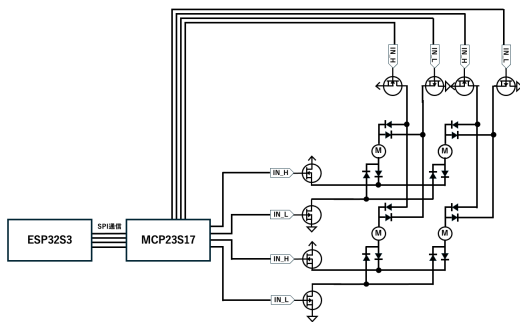 IN_H
IN_L
IN_H
IN_L
M
M
IN_H
IN_L
SPI通信
ESP32S3
MCP23S17
M
M
IN_H
IN_L